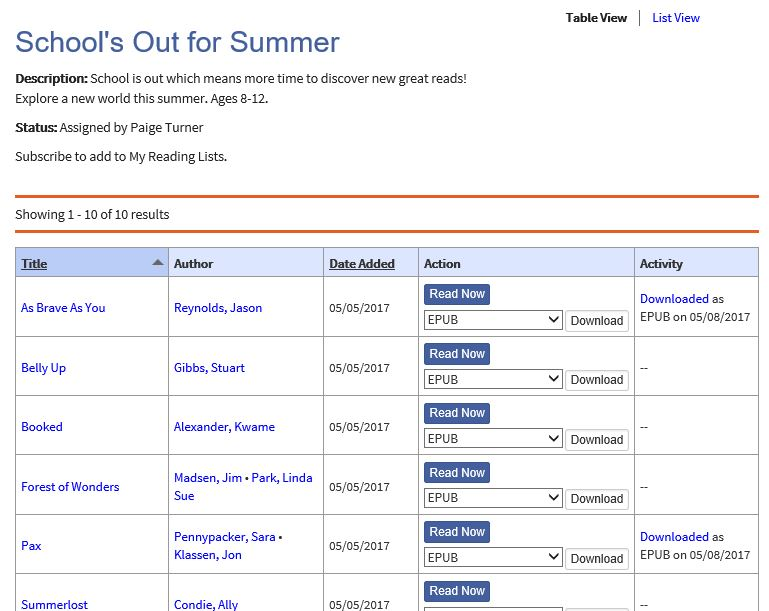 Table View | List View
School's Out for Summer
Description: School is out which means more time to discover new great reads!
Explore a new world this summer. Ages 8-12.
Status: Assigned by Paige Turner
Subscribe to add to My Reading Lists.
Showing 1 - 10 of 10 results
Title Author Date Added Action Activity
As Brave As You Reynolds, Jason 05/05/2017 Read Now EPUB Download Downloaded as
EPUB on 05/08/2017
Belly Up Gibbs, Stuart 05/05/2017 Read Now EPUB Download --
Booked Alexander, Kwame 05/05/2017 Read Now EPUB Download --
Forest of Wonders Madsen, Jim • Park, Linda
Sue 05/05/2017 Read Now EPUB Download --
Pax Pennypacker, Sara •
Klassen, Jon 05/05/2017 Read Now EPUB Download Downloaded as
EPUB on 05/08/2017
Summerlost Condie, Ally 05/05/2017 Read Now --